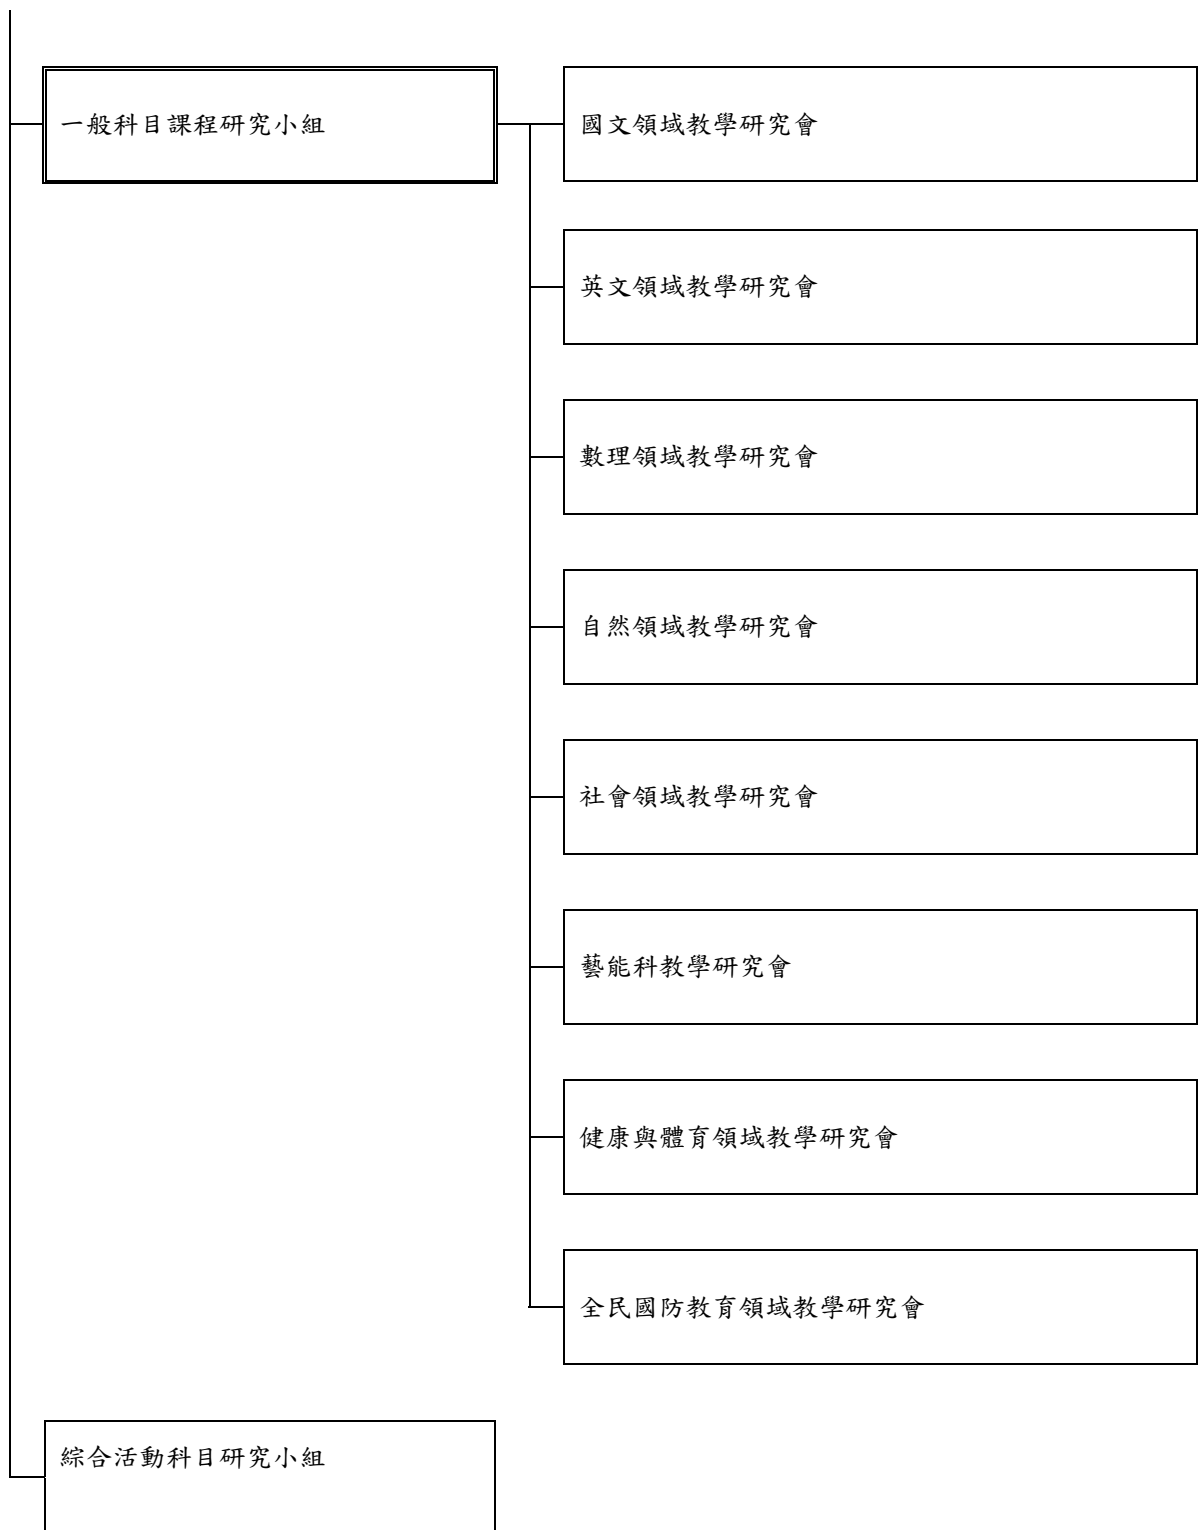 一般科目課程研究小組
國文領域教學研究會
英文領域教學研究會
數理領域教學研究會
自然領域教學研究會
社會領域教學研究會
藝能科教學研究會
健康與體育領域教學研究會
全民國防教育領域教學研究會
綜合活動科目研究小組